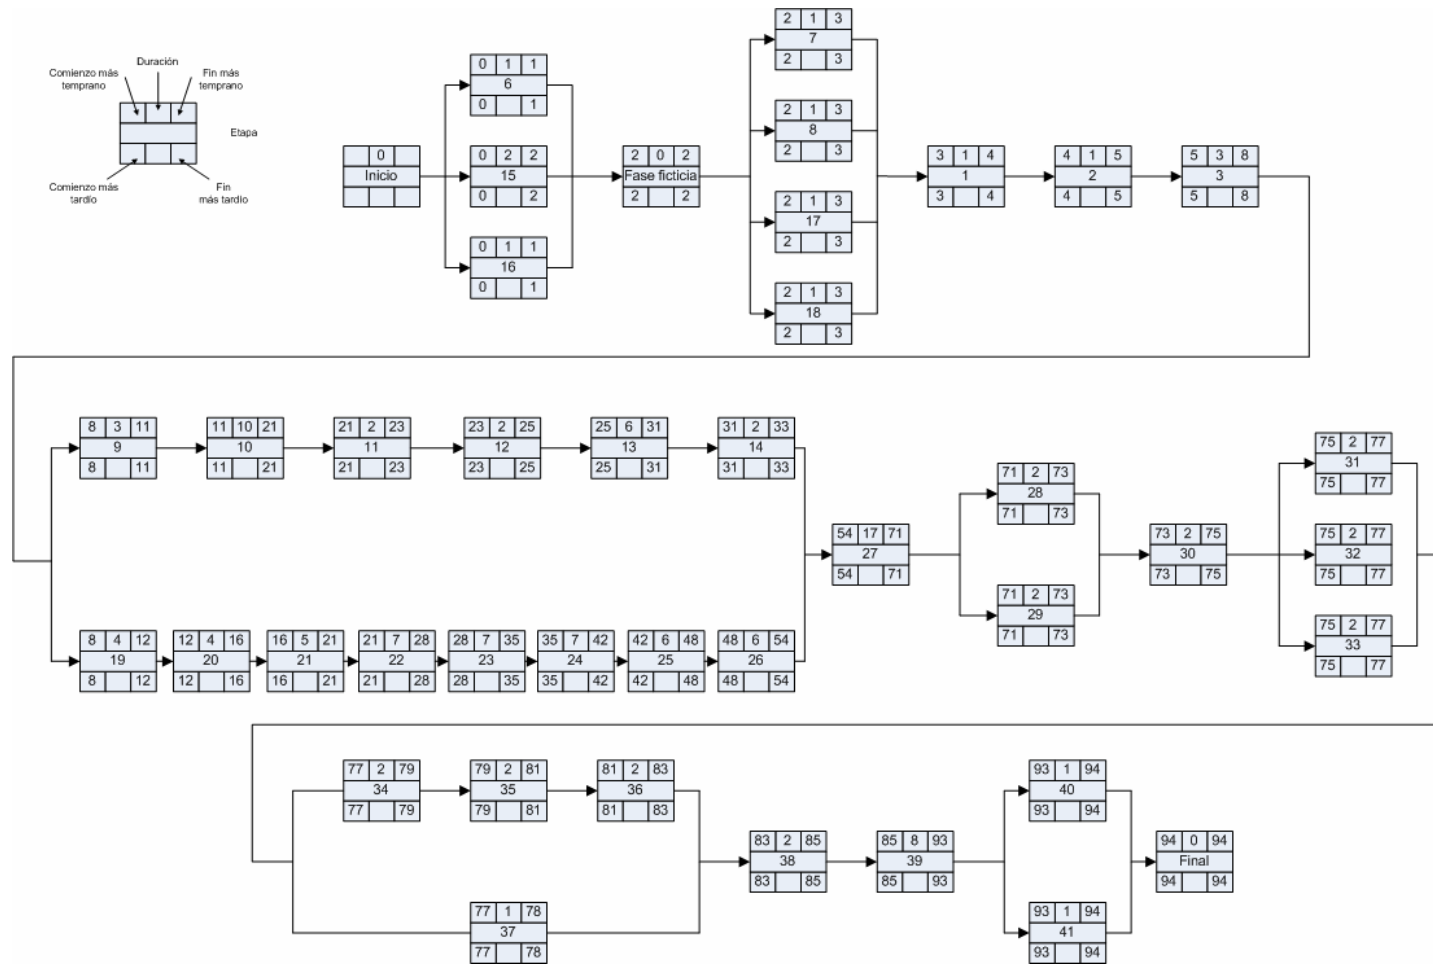 Duración
Comienzo más
temprano
Fin más
temprano
Etapa
Comienzo más
tardío
Fin
más tardío
0
Inicio
0 1 1
6
0 1
0 2 2
15
0 2
0 1 1
16
0 1
2 0 2
Fase ficticia
2 2
2 1 3
7
2 3
2 1 3
8
2 3
2 1 3
17
2 3
2 1 3
18
2 3
3 1 4
1
3 4
4 1 5
2
4 5
5 3 8
3
5 8
8 3 11
9
8 11
11 10 21
10
11 21
21 2 23
11
21 23
23 2 25
12
23 25
25 6 31
13
25 31
31 2 33
14
31 33
8 4 12
19
8 12
12 4 16
20
12 16
16 5 21
21
16 21
21 7 28
22
21 28
28 7 35
23
28 35
35 7 42
24
35 42
42 6 48
25
42 48
48 6 54
26
48 54
54 17 71
27
54 71
71 2 73
28
71 73
71 2 73
29
71 73
73 2 75
30
73 75
75 2 77
31
75 77
75 2 77
32
75 77
75 2 77
33
75 77
77 2 79
34
77 79
79 2 81
35
79 81
81 2 83
36
81 83
77 1 78
37
77 78
83 2 85
38
83 85
85 8 93
39
85 93
93 1 94
40
93 94
93 1 94
41
93 94
94 0 94
Final
94 94